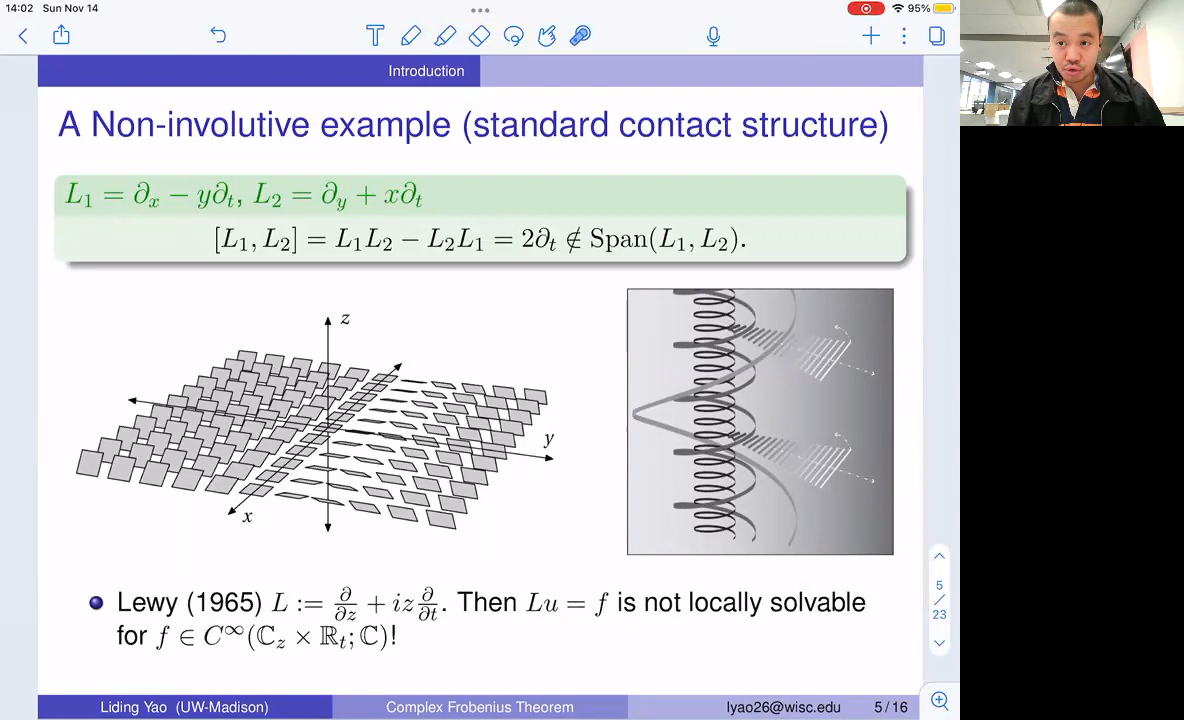 14:02 Sun Nov 14
95%
Introduction
A Non-involutive example (standard contact structure)
L₁ = ∂ₓ − y∂ₜ, L₂ = ∂ᵧ + x∂ₜ
[L₁, L₂] = L₁L₂ − L₂L₁ = 2∂ₜ ∉ Span(L₁, L₂).
z
y
x
Lewy (1965) L := ∂/∂z + iz ∂/∂t. Then Lu = f is not locally solvable
for f ∈ C^∞(ℂ_z × ℝ_t; ℂ)!
5
/
23
Liding Yao (UW-Madison) Complex Frobenius Theorem lyao26@wisc.edu 5 / 16